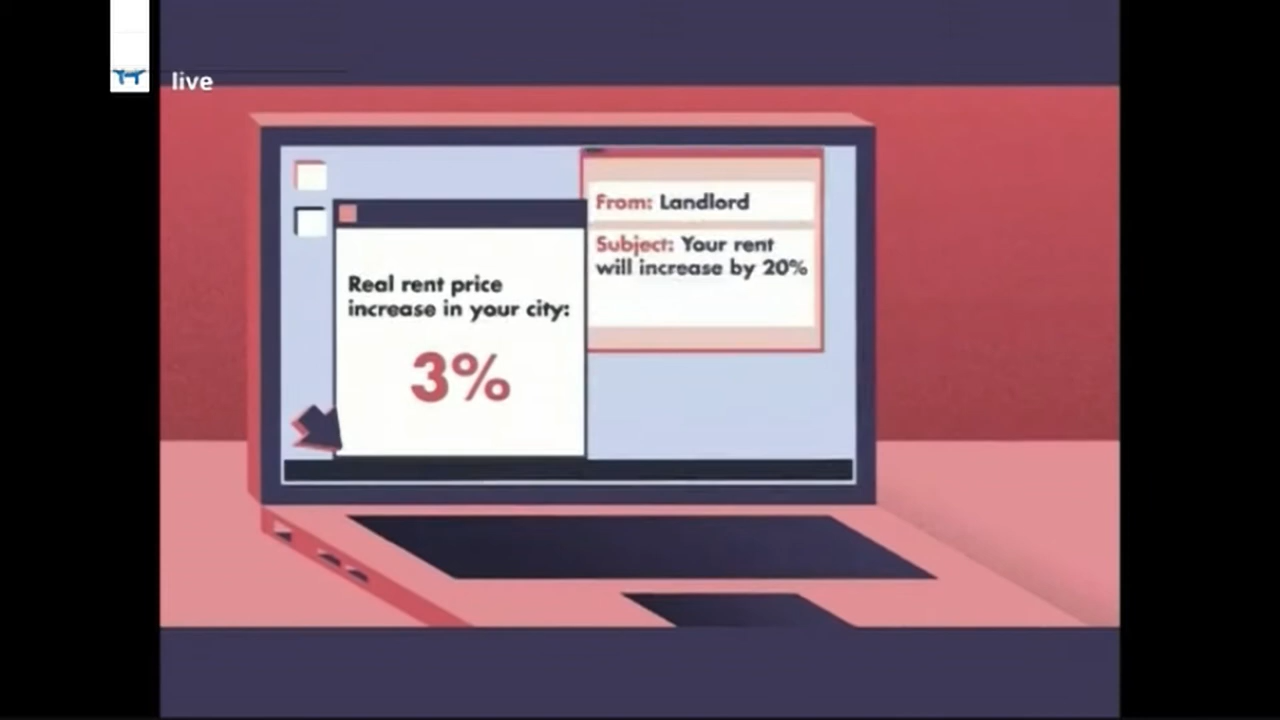 live
From: Landlord
Subject: Your rent
will increase by 20%
Real rent price
increase in your city:
3%